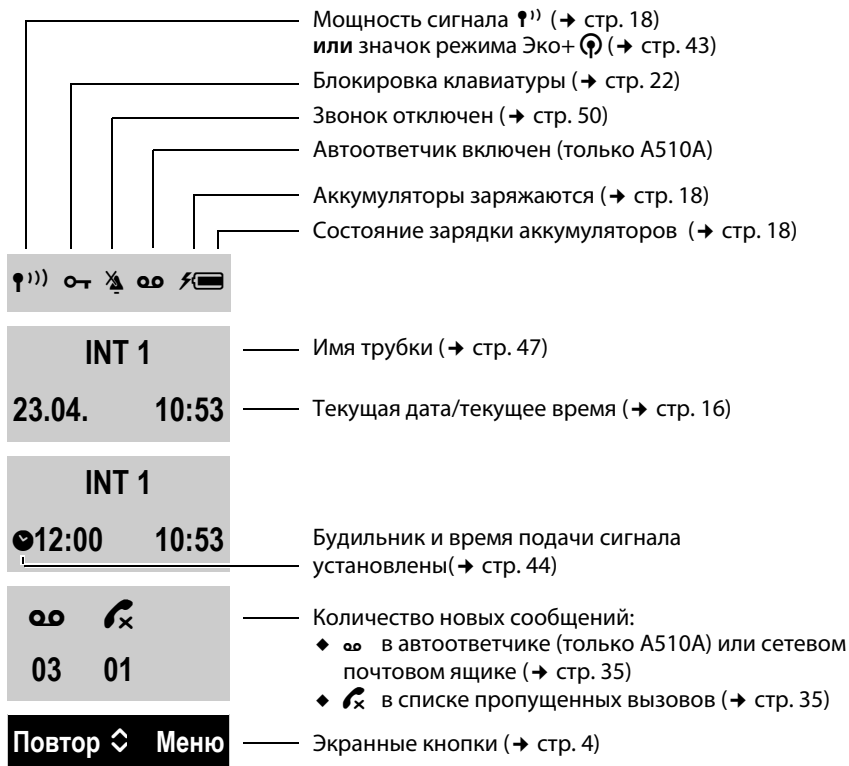 Мощность сигнала (➜ стр. 18)
или значок режима Эко+ (➜ стр. 43)
Блокировка клавиатуры (➜ стр. 22)
Звонок отключен (➜ стр. 50)
Автоответчик включен (только A510A)
Аккумуляторы заряжаются (➜ стр. 18)
Состояние зарядки аккумуляторов (➜ стр. 18)
INT 1
Имя трубки (➜ стр. 47)
23.04. 10:53
Текущая дата/текущее время (➜ стр. 16)
INT 1
12:00 10:53
Будильник и время подачи сигнала
установлены(➜ стр. 44)
03 01
Количество новых сообщений:
◆ в автоответчике (только A510A) или сетевом
почтовом ящике (➜ стр. 35)
◆ в списке пропущенных вызовов (➜ стр. 35)
Повтор Меню
Экранные кнопки (➜ стр. 4)